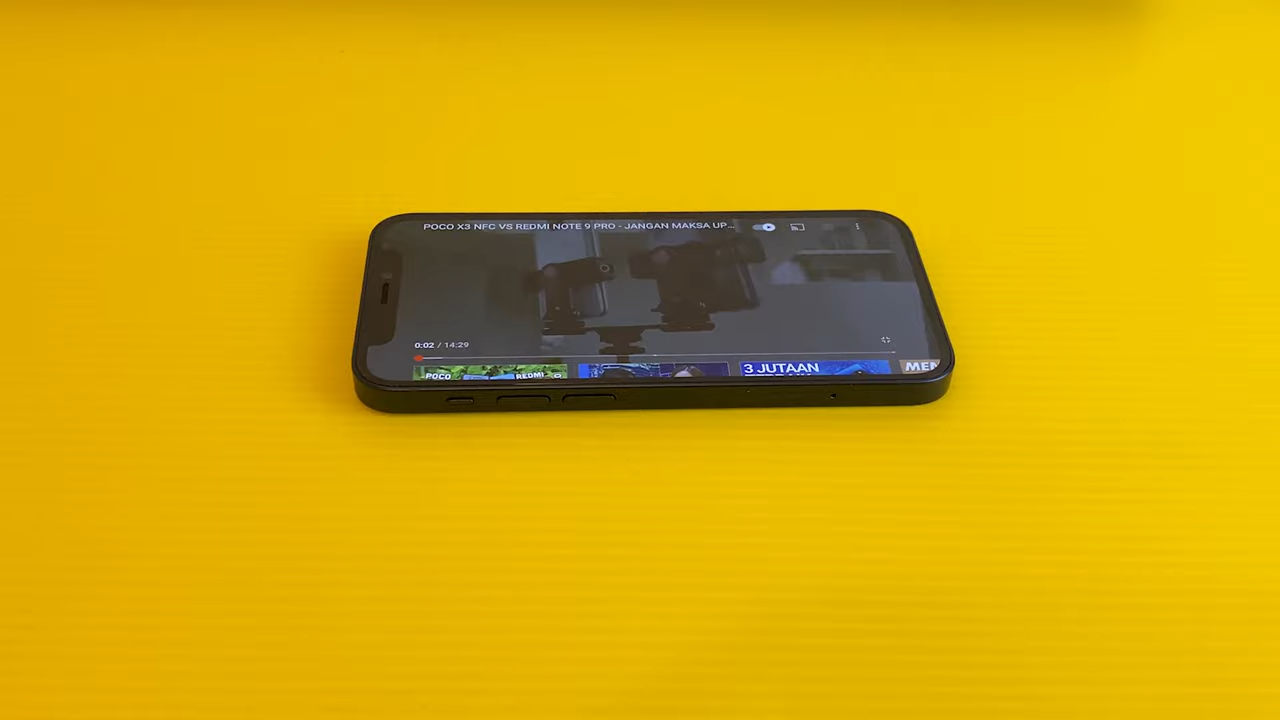 POCO X3 NFC VS REDMI NOTE 9 PRO - JANGAN MAKSA UP...
0:02 / 14:29
POCO REDMI
3 JUTAAN